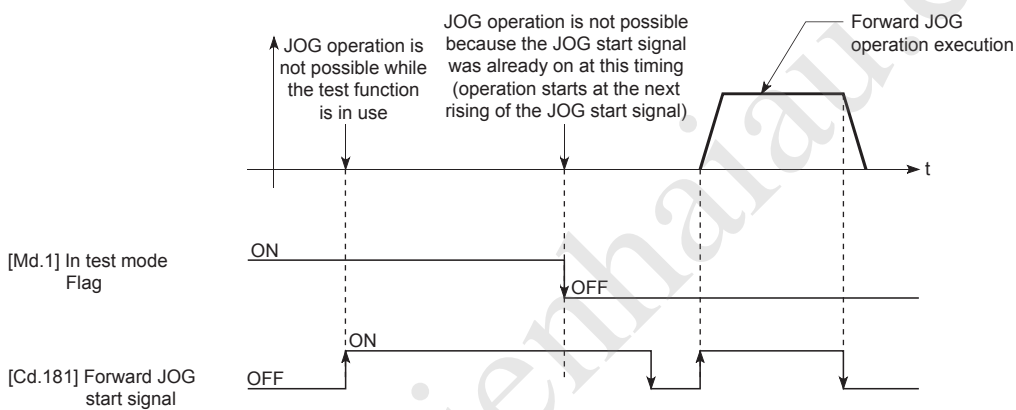 JOG operation is
not possible while
the test function
is in use
JOG operation is not possible
because the JOG start signal
was already on at this timing
(operation starts at the next
rising of the JOG start signal)
Forward JOG
operation execution
t
[Md.1] In test mode
Flag
ON
OFF
[Cd.181] Forward JOG
start signal
OFF
ON